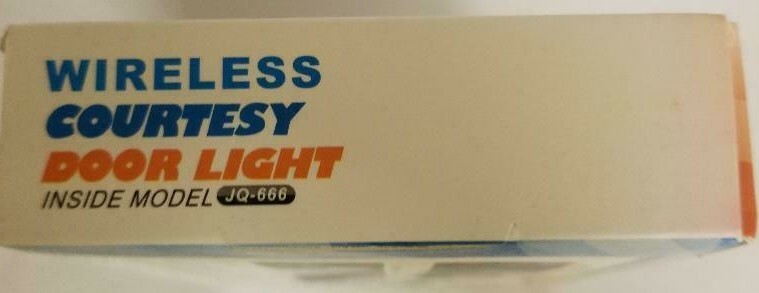 WIRELESS
COURTESY
DOOR LIGHT
INSIDE MODEL JQ-666